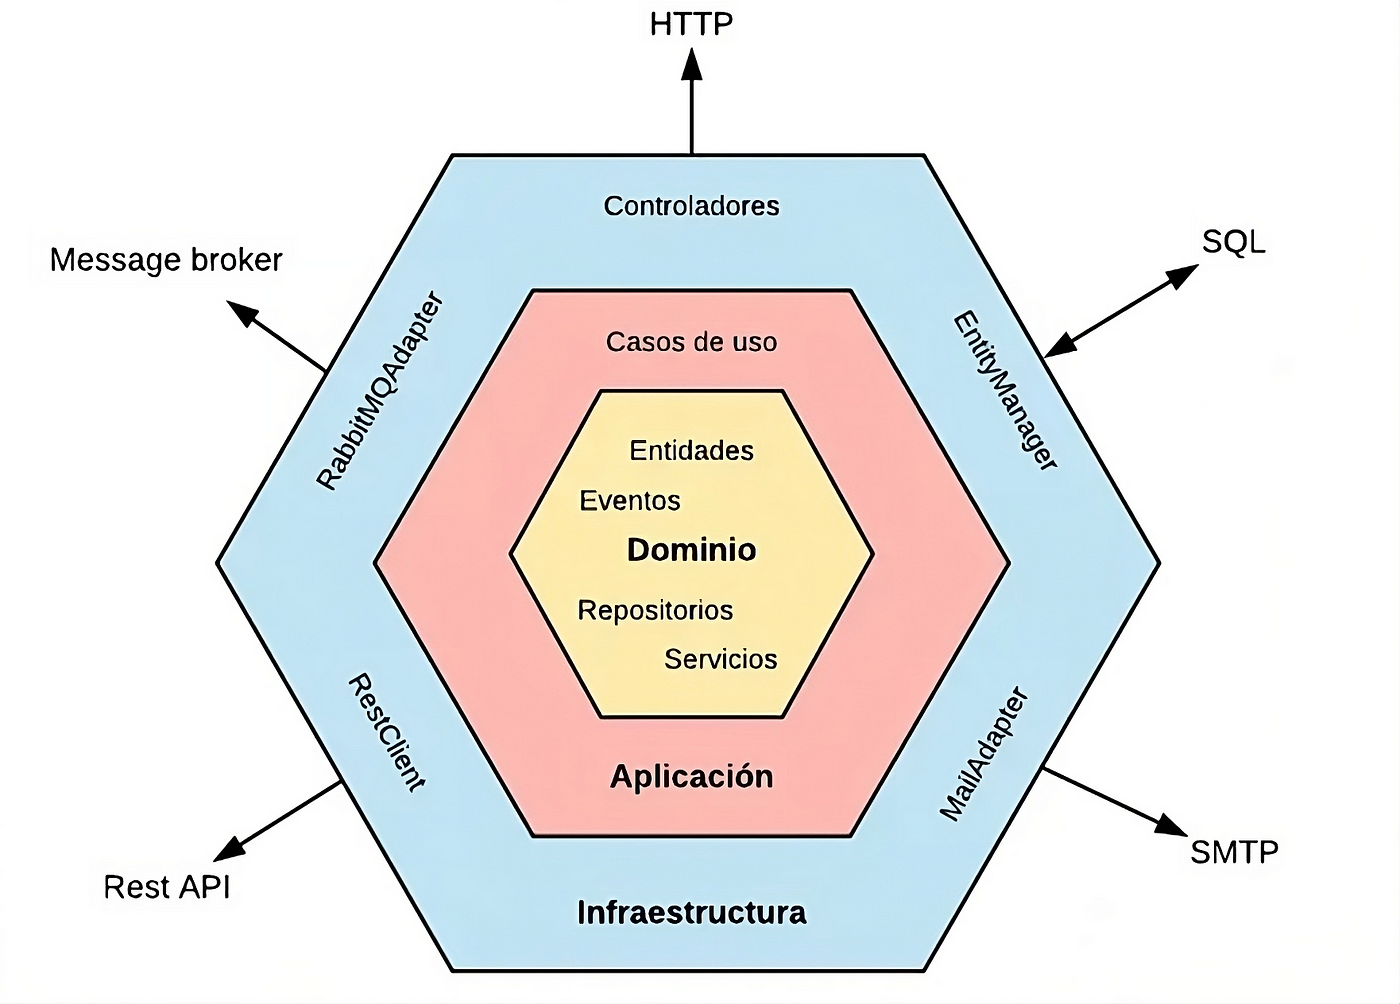 HTTP
Controladores
Message broker
SQL
RabbitMQAdapter
EntityManager
Casos de uso
Entidades
Eventos
Dominio
Repositorios
Servicios
RestClient
MailAdapter
Aplicación
Rest API
SMTP
Infraestructura